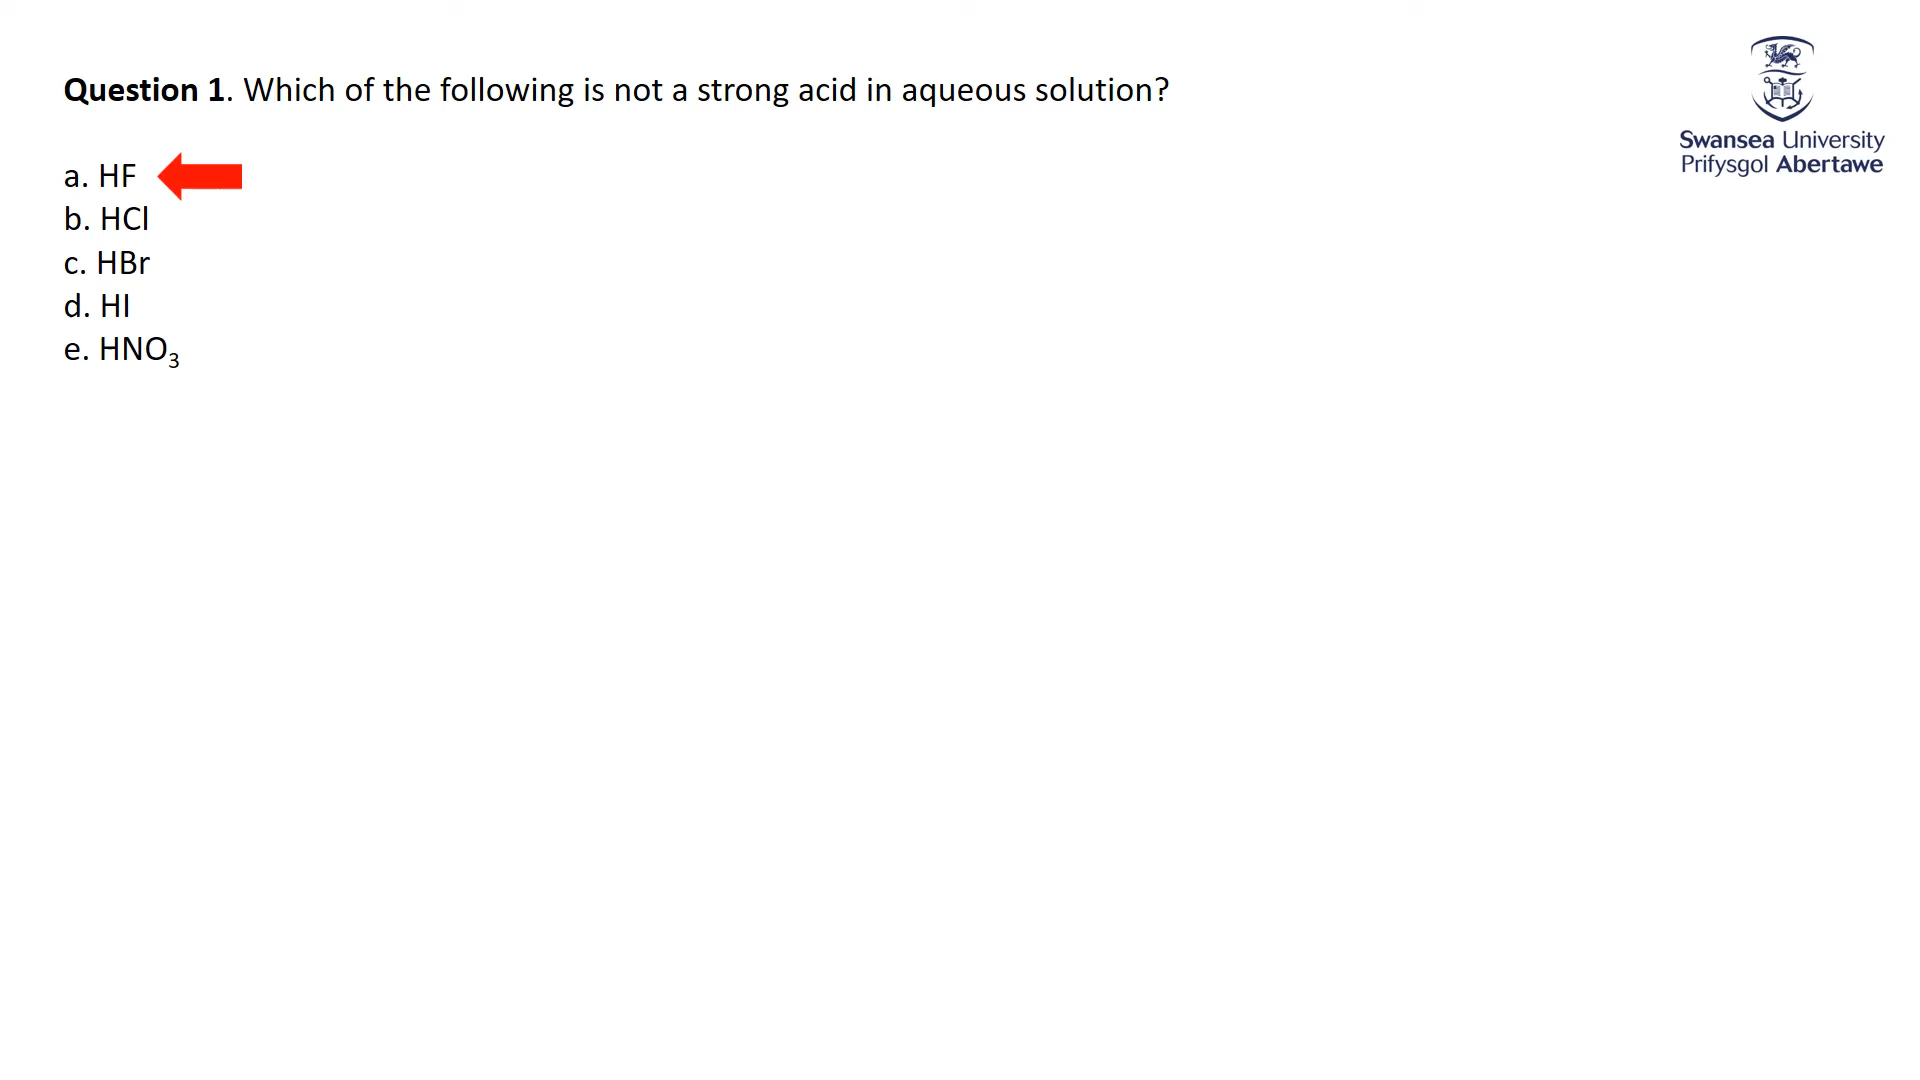 Question 1. Which of the following is not a strong acid in aqueous solution?
a. HF
b. HCl
c. HBr
d. HI
e. HNO₃
Swansea University
Prifysgol Abertawe